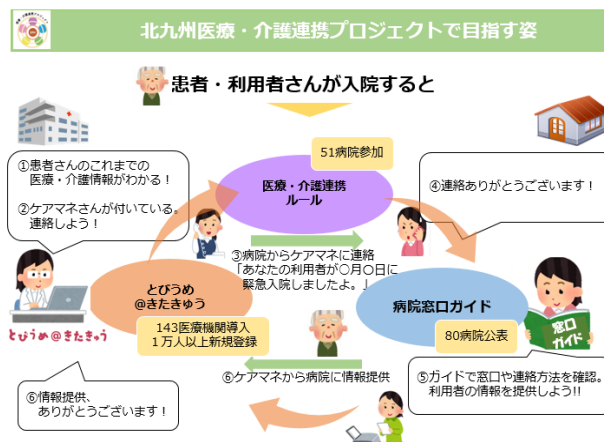 北九州医療・介護連携プロジェクトで目指す姿
患者・利用者さんが入院すると
51病院参加
①患者さんのこれまでの
医療・介護情報がわかる！
②ケアマネさんが付いている。
連絡しよう！
医療・介護連携
ルール
④連絡ありがとうございます！
③病院からケアマネに連絡
「あなたの利用者が○月〇日に
緊急入院しましたよ。」
とびうめ
@きたきゅう
143医療機関導入
１万人以上新規登録
病院窓口ガイド
80病院公表
窓口
ガイド
とびうめ@きたきゅう
⑥ケアマネから病院に情報提供
⑤ガイドで窓口や連絡方法を確認。
利用者の情報を提供しよう!!
⑥情報提供、
ありがとうございます！